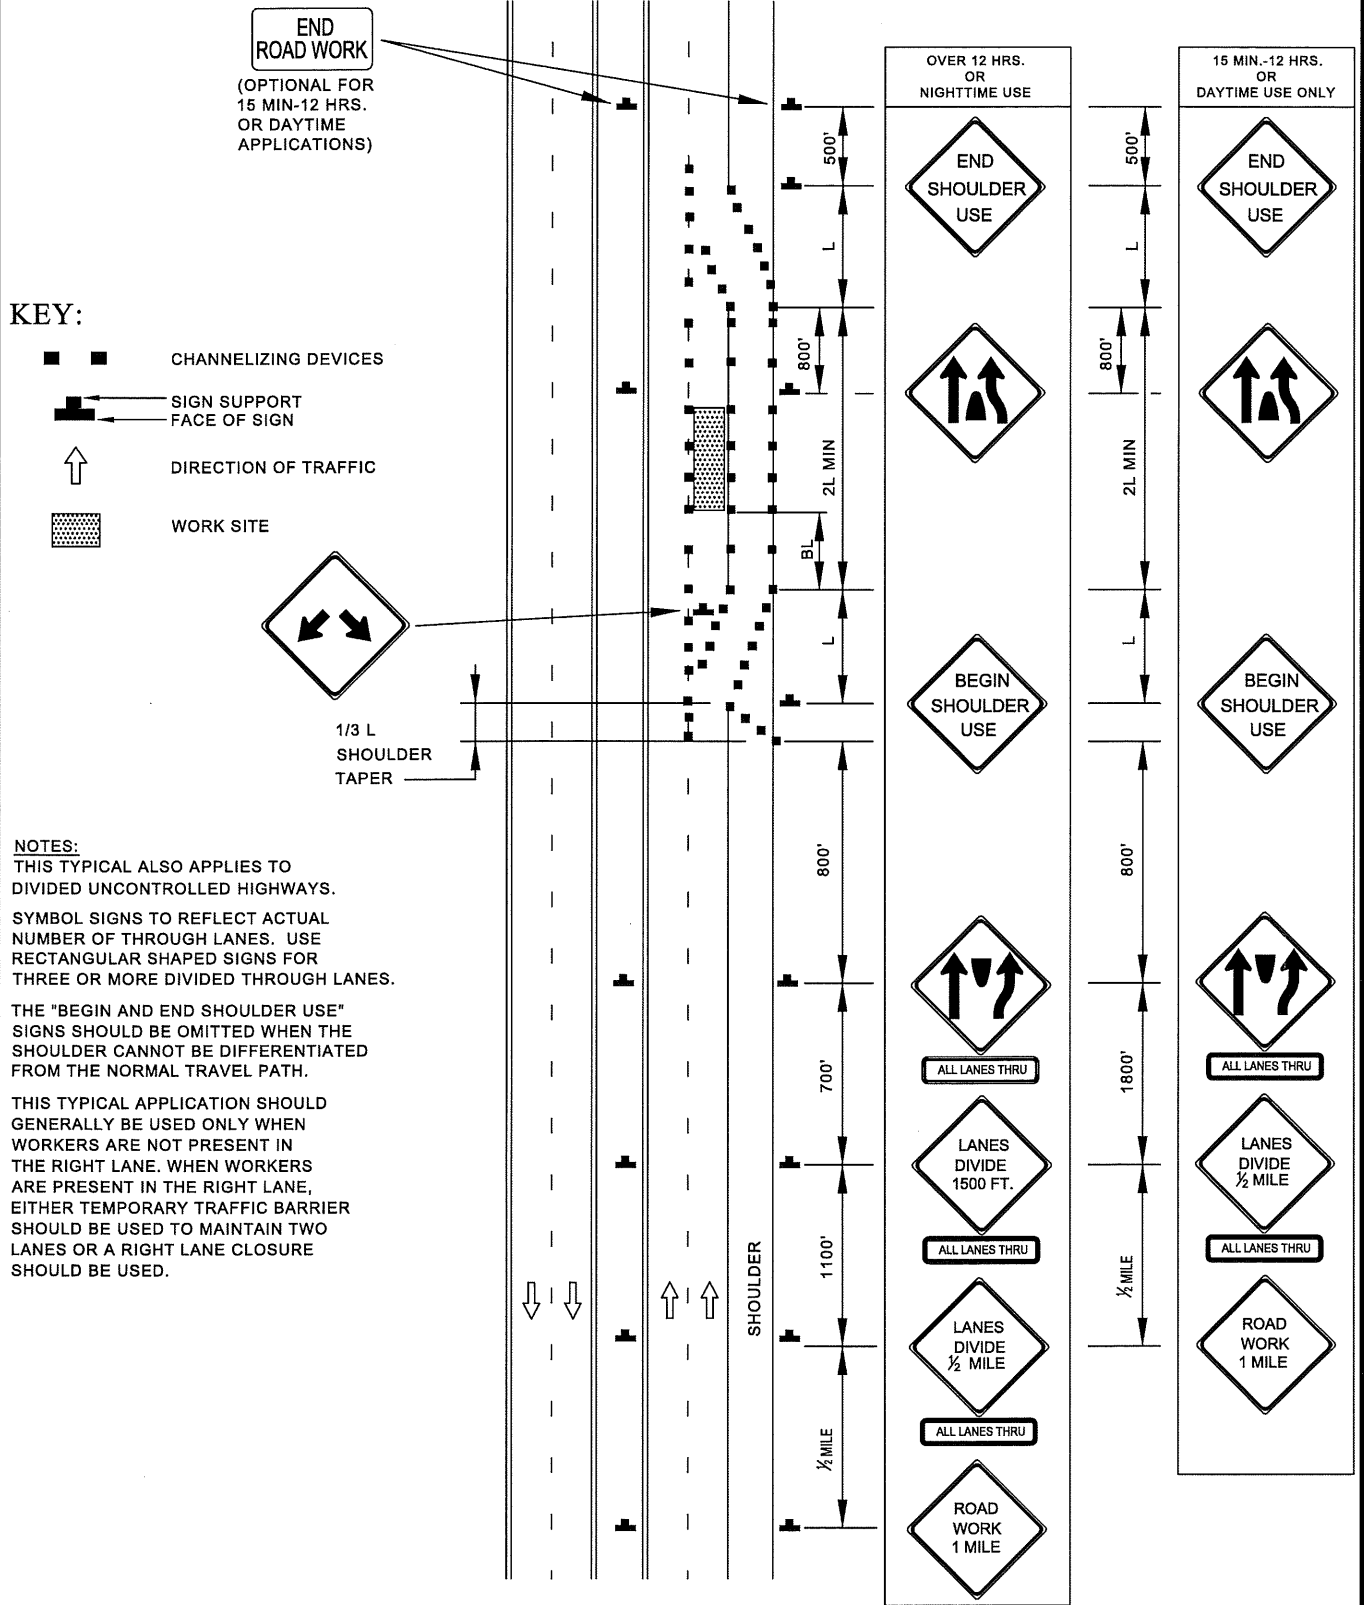 END
ROAD WORK
(OPTIONAL FOR
15 MIN-12 HRS.
OR DAYTIME
APPLICATIONS)
KEY:
CHANNELIZING DEVICES
SIGN SUPPORT
FACE OF SIGN
DIRECTION OF TRAFFIC
WORK SITE
1/3 L
SHOULDER
TAPER
NOTES:
THIS TYPICAL ALSO APPLIES TO
DIVIDED UNCONTROLLED HIGHWAYS.
SYMBOL SIGNS TO REFLECT ACTUAL
NUMBER OF THROUGH LANES. USE
RECTANGULAR SHAPED SIGNS FOR
THREE OR MORE DIVIDED THROUGH LANES.
THE "BEGIN AND END SHOULDER USE"
SIGNS SHOULD BE OMITTED WHEN THE
SHOULDER CANNOT BE DIFFERENTIATED
FROM THE NORMAL TRAVEL PATH.
THIS TYPICAL APPLICATION SHOULD
GENERALLY BE USED ONLY WHEN
WORKERS ARE NOT PRESENT IN
THE RIGHT LANE. WHEN WORKERS
ARE PRESENT IN THE RIGHT LANE,
EITHER TEMPORARY TRAFFIC BARRIER
SHOULD BE USED TO MAINTAIN TWO
LANES OR A RIGHT LANE CLOSURE
SHOULD BE USED.
SHOULDER
500'
L
800'
2L MIN
BL
L
800'
700'
1100'
½ MILE
OVER 12 HRS.
OR
NIGHTTIME USE
END
SHOULDER
USE
BEGIN
SHOULDER
USE
ALL LANES THRU
LANES
DIVIDE
1500 FT.
ALL LANES THRU
LANES
DIVIDE
½ MILE
ALL LANES THRU
ROAD
WORK
1 MILE
500'
L
800'
2L MIN
L
800'
1800'
½ MILE
15 MIN.-12 HRS.
OR
DAYTIME USE ONLY
END
SHOULDER
USE
BEGIN
SHOULDER
USE
ALL LANES THRU
LANES
DIVIDE
½ MILE
ALL LANES THRU
ROAD
WORK
1 MILE